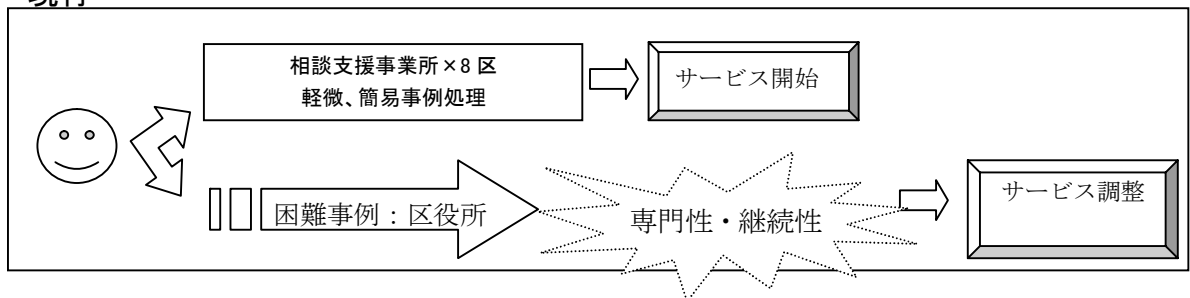 相談支援事業所×8 区
軽微、簡易事例処理
サービス開始
困難事例：区役所
専門性・継続性
サービス調整